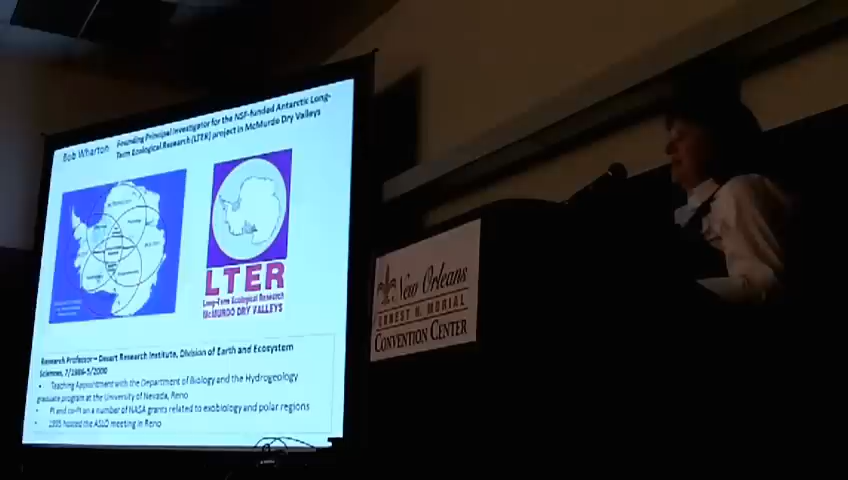 Bob Wharton
Founding Principal Investigator for the NSF-funded Antarctic Long-
Term Ecological Research (LTER) project in McMurdo Dry Valleys
LTER
Long-Term Ecological Research
McMURDO DRY VALLEYS
Research Professor – Desert Research Institute, Division of Earth and Ecosystem
Sciences, 7/1986-5/2000
• Teaching Appointment with the Department of Biology and the Hydrogeology
graduate program at the University of Nevada, Reno
• PI and co-PI on a number of NASA grants related to exobiology and polar regions
• 1995 hosted the ASLO meeting in Reno
New Orleans
ERNEST N. MORIAL
CONVENTION CENTER